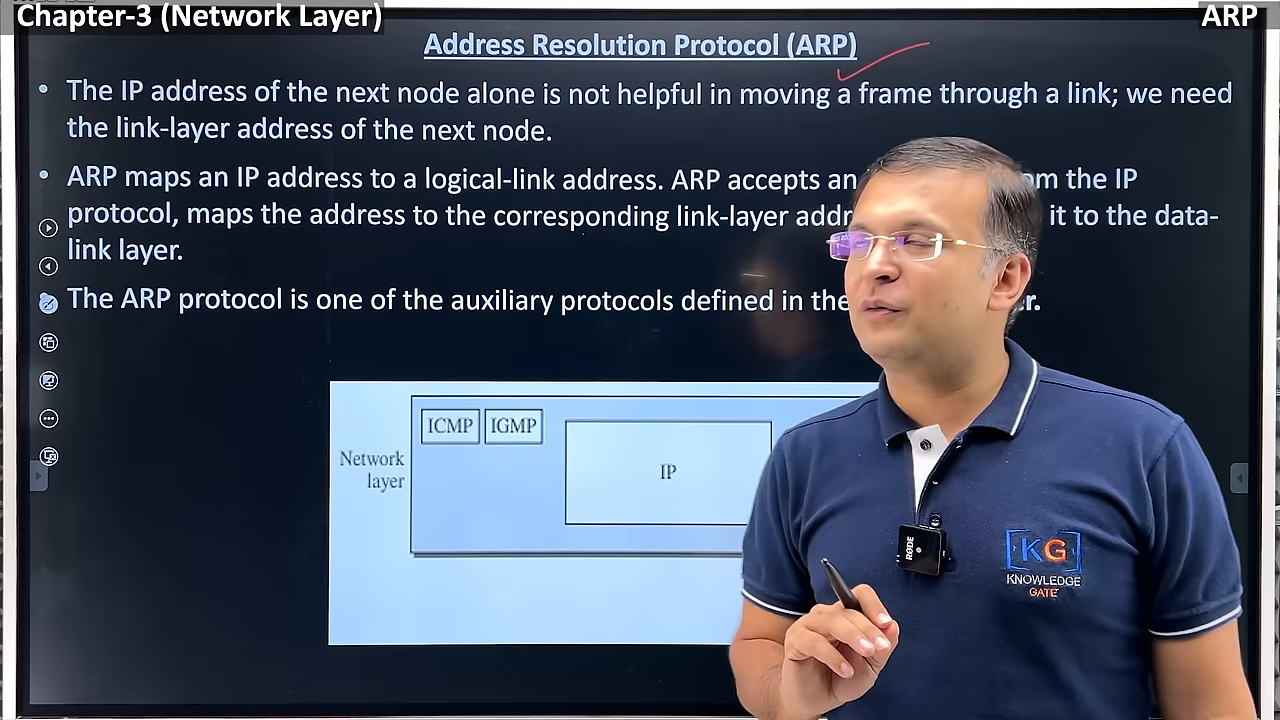 Chapter-3 (Network Layer)
ARP
Address Resolution Protocol (ARP)
• The IP address of the next node alone is not helpful in moving a frame through a link; we need
the link-layer address of the next node.
• ARP maps an IP address to a logical-link address. ARP accepts an
om the IP
protocol, maps the address to the corresponding link-layer addr
it to the data-
link layer.
The ARP protocol is one of the auxiliary protocols defined in the
r.
ICMP
IGMP
Network
layer
IP
RØDE
KG
KNOWLEDGE
GATE